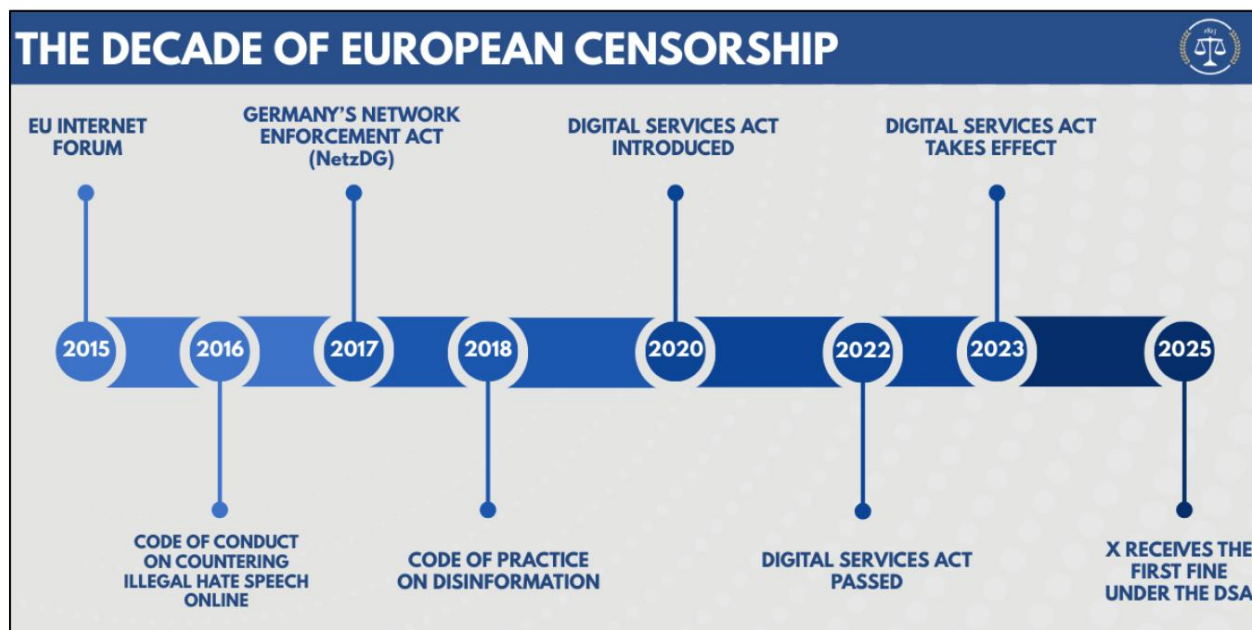 THE DECADE OF EUROPEAN CENSORSHIP
1813
EU INTERNET
FORUM
GERMANY'S NETWORK
ENFORCEMENT ACT
(NetzDG)
DIGITAL SERVICES ACT
INTRODUCED
DIGITAL SERVICES ACT
TAKES EFFECT
2015
2016
2017
2018
2020
2022
2023
2025
CODE OF CONDUCT
ON COUNTERING
ILLEGAL HATE SPEECH
ONLINE
CODE OF PRACTICE
ON DISINFORMATION
DIGITAL SERVICES ACT
PASSED
X RECEIVES THE
FIRST FINE
UNDER THE DSA